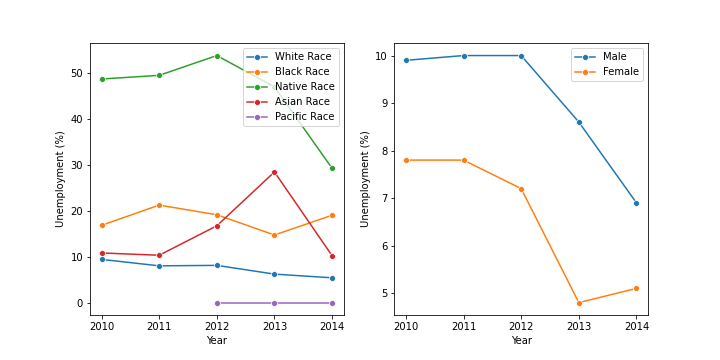 Unemployment (%)
50
40
30
20
10
0
2010 2011 2012 2013 2014
Year
White Race
Black Race
Native Race
Asian Race
Pacific Race
Unemployment (%)
10
9
8
7
6
5
2010 2011 2012 2013 2014
Year
Male
Female